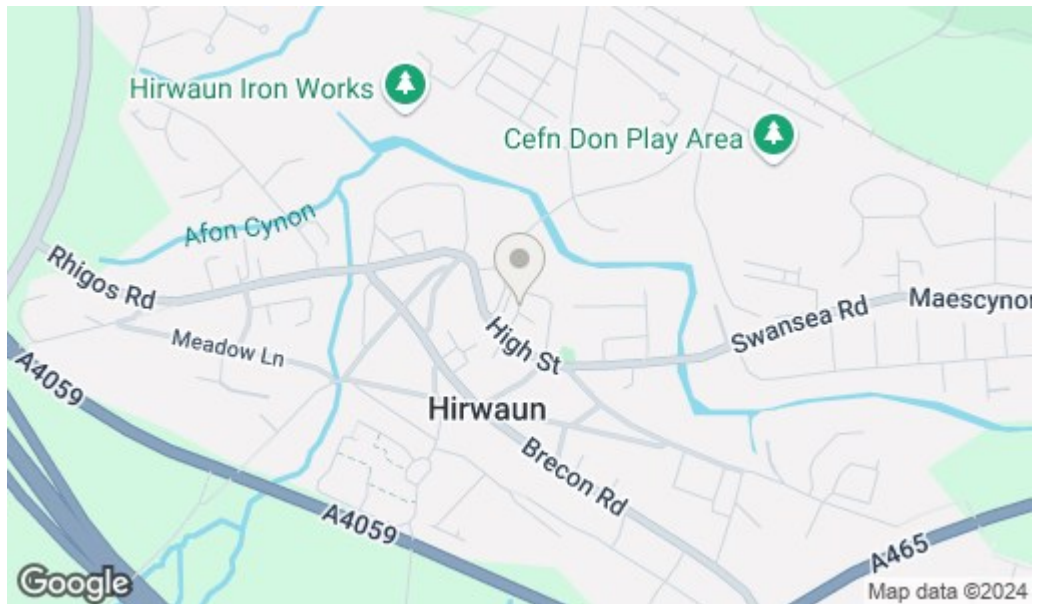 Hirwaun Iron Works
Cefn Don Play Area
Afon Cynon
Rhigos Rd
Maescynon
Swansea Rd
High St
Meadow Ln
A4059
Hirwaun
Brecon Rd
A4059
A465
Google
Map data ©2024